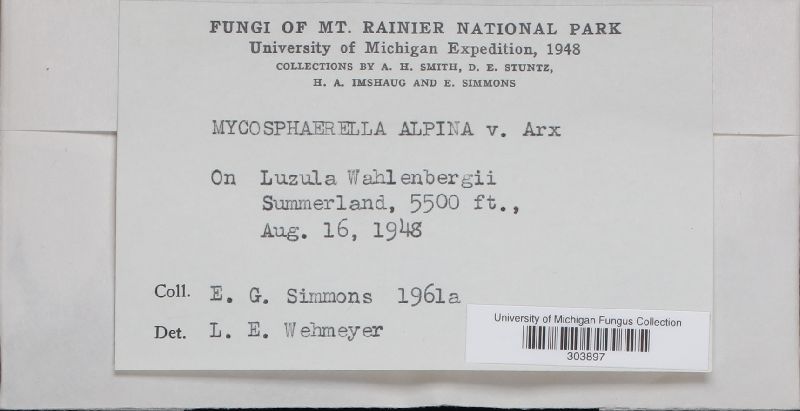 FUNGI OF MT. RAINIER NATIONAL PARK
University of Michigan Expedition, 1948
COLLECTIONS BY A. H. SMITH, D. E. STUNTZ,
H. A. IMSHAUG AND E. SIMMONS
MYCOSPHAERELLA ALPINA v. Arx
On Luzula Wahlenbergii
Summerland, 5500 ft.,
Aug. 16, 1948
Coll. E. G. Simmons 1961a
Det. L. E. Wehmeyer
University of Michigan Fungus Collection
303897